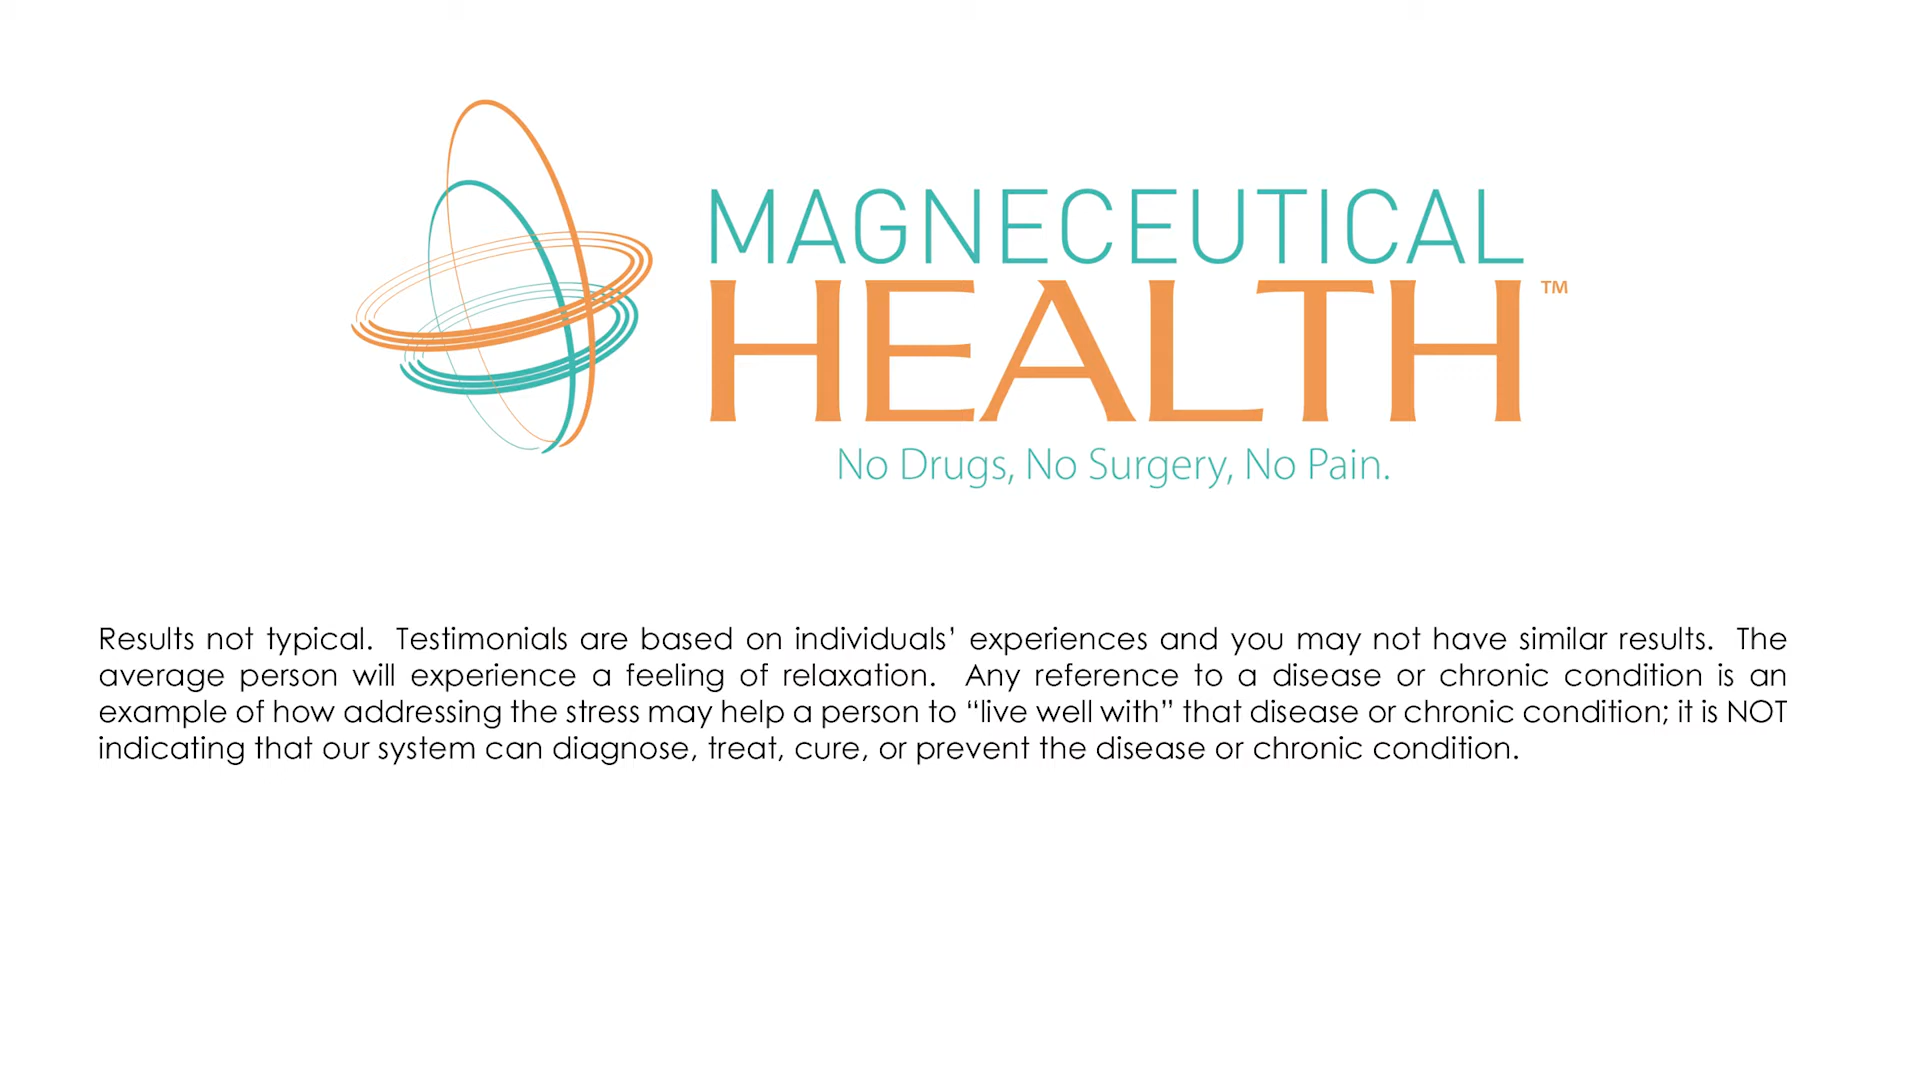 MAGNECEUTICAL
HEALTH™
No Drugs, No Surgery, No Pain.
Results not typical. Testimonials are based on individuals’ experiences and you may not have similar results. The
average person will experience a feeling of relaxation. Any reference to a disease or chronic condition is an
example of how addressing the stress may help a person to “live well with” that disease or chronic condition; it is NOT
indicating that our system can diagnose, treat, cure, or prevent the disease or chronic condition.